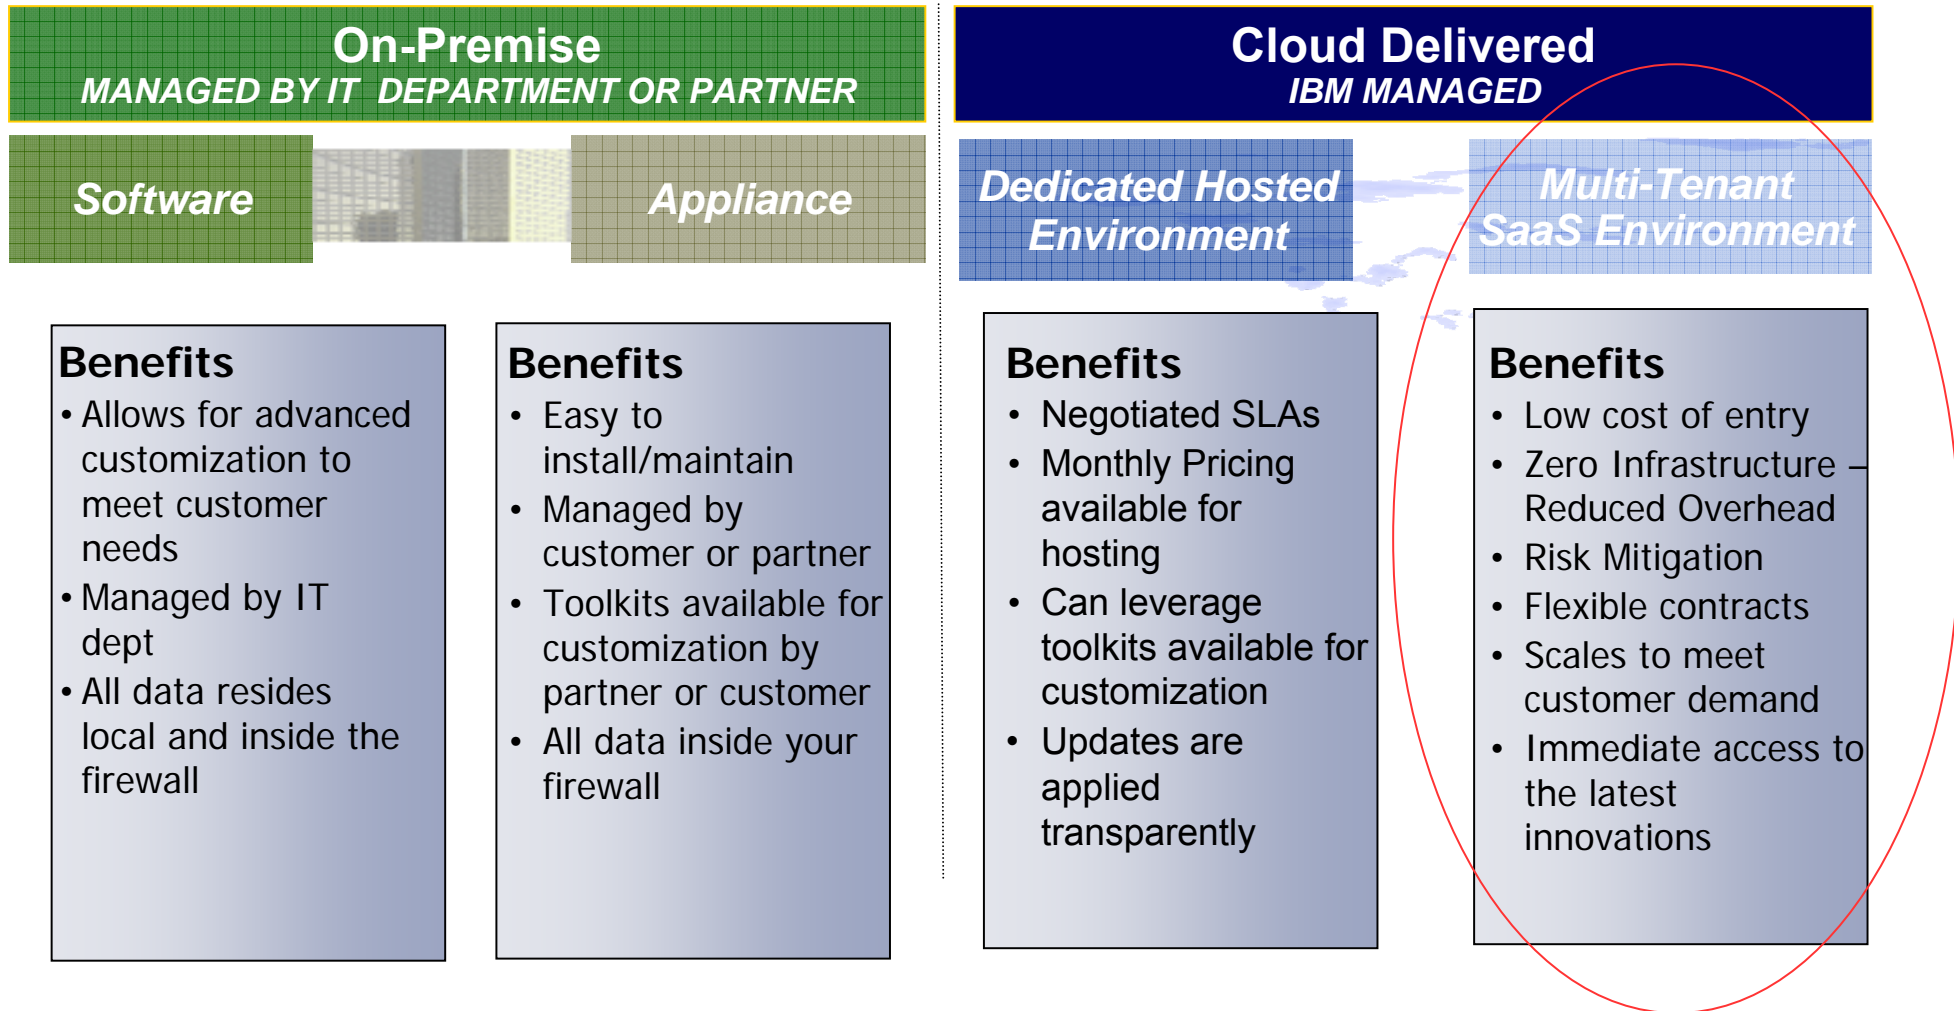 On-Premise
MANAGED BY IT DEPARTMENT OR PARTNER
Cloud Delivered
IBM MANAGED
Software
Appliance
Dedicated Hosted
Environment
Multi-Tenant
SaaS Environment
Benefits
• Allows for advanced
customization to
meet customer
needs
• Managed by IT
dept
• All data resides
local and inside the
firewall
Benefits
• Easy to
install/maintain
• Managed by
customer or partner
• Toolkits available for
customization by
partner or customer
• All data inside your
firewall
Benefits
• Negotiated SLAs
• Monthly Pricing
available for
hosting
• Can leverage
toolkits available for
customization
• Updates are
applied
transparently
Benefits
• Low cost of entry
• Zero Infrastructure –
Reduced Overhead
• Risk Mitigation
• Flexible contracts
• Scales to meet
customer demand
• Immediate access to
the latest
innovations